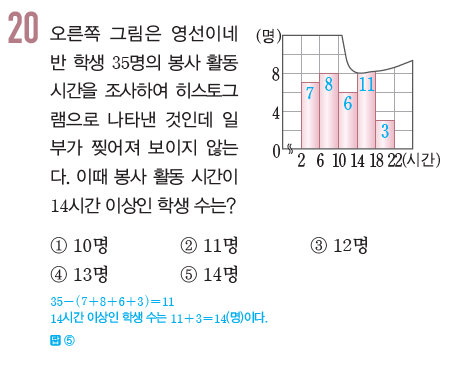 20
오른쪽 그림은 영선이네
반 학생 35명의 봉사 활동
시간을 조사하여 히스토그
램으로 나타낸 것인데 일
부가 찢어져 보이지 않는
다. 이때 봉사 활동 시간이
14시간 이상인 학생 수는?
(명)
8
4
0
7
8
6
11
3
2 6 10 14 18 22(시간)
① 10명 ② 11명 ③ 12명
④ 13명 ⑤ 14명
35-(7+8+6+3)=11
14시간 이상인 학생 수는 11+3=14(명)이다.
답 ⑤